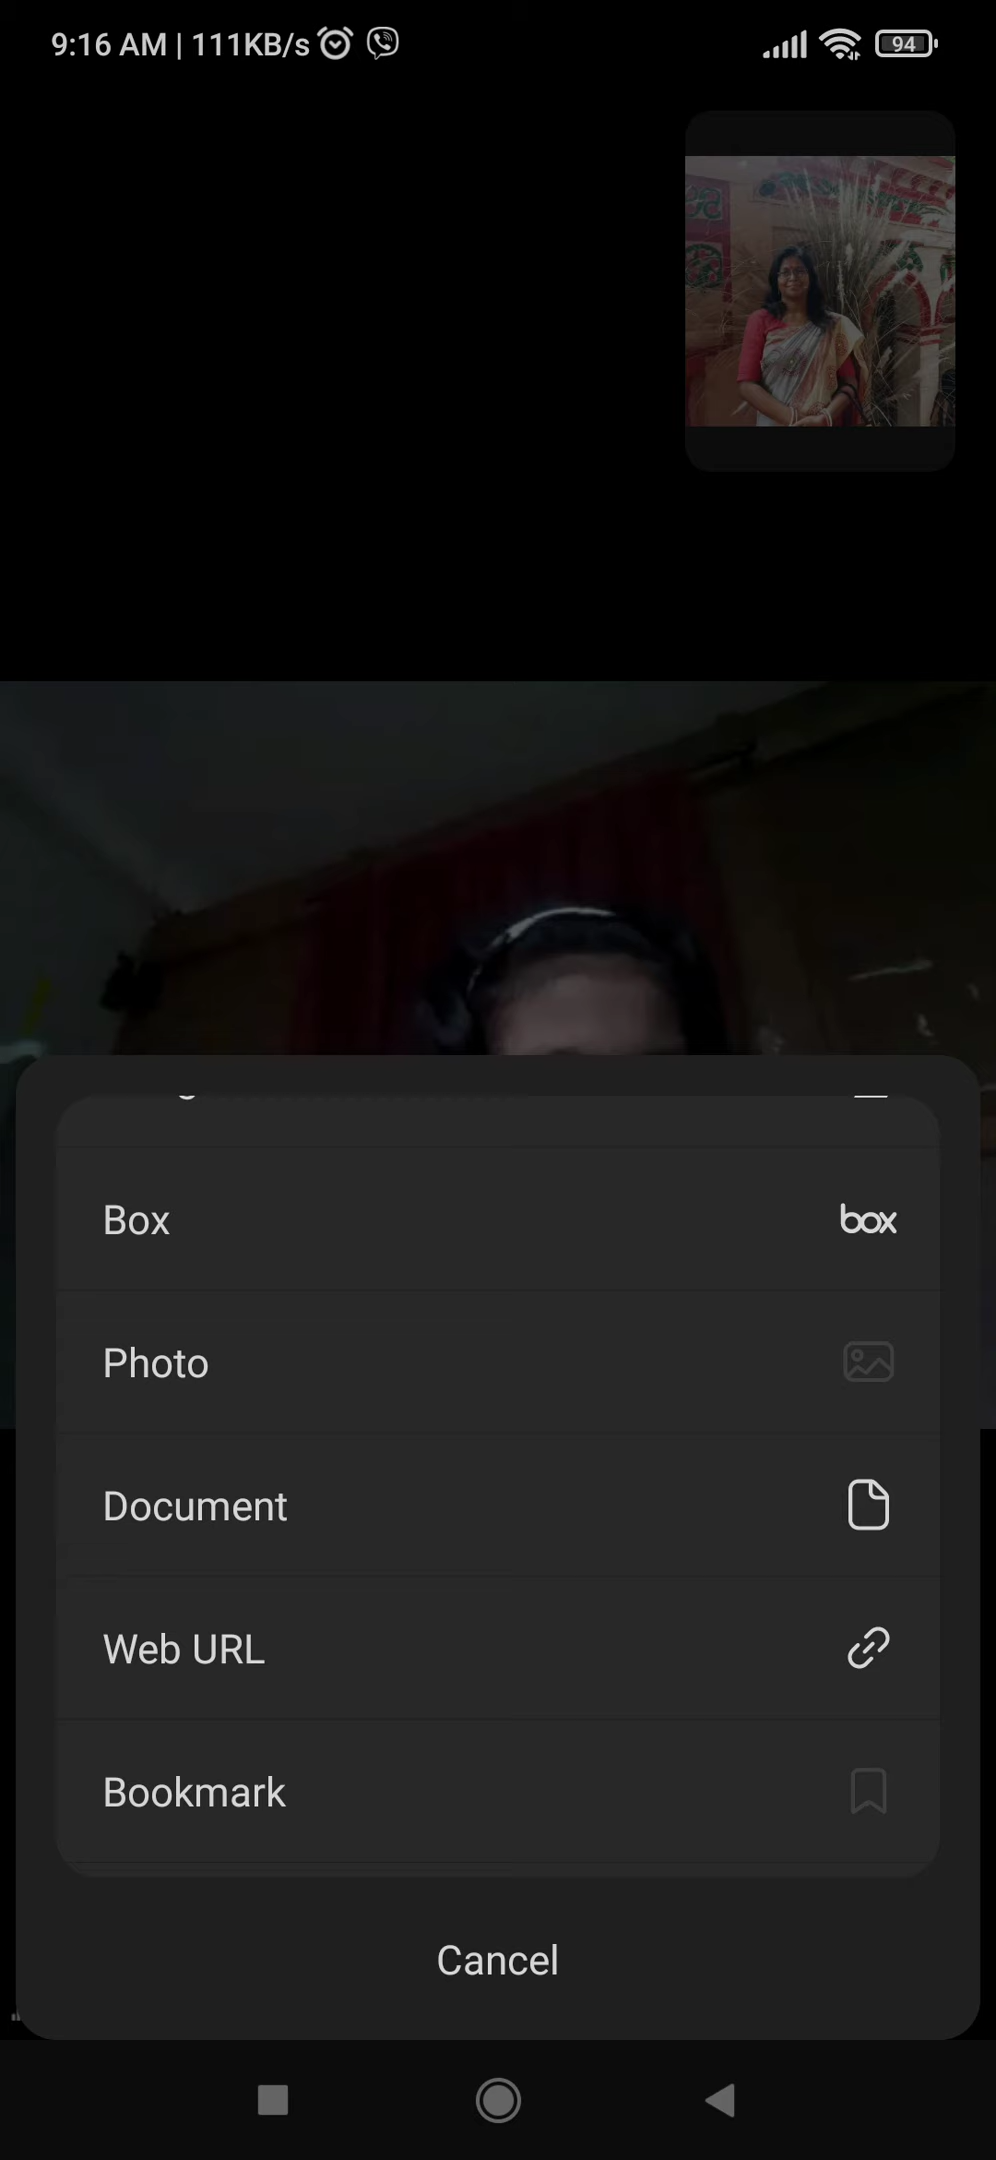 9:16 AM | 111KB/s
94
Box
box
Photo
Document
Web URL
Bookmark
Cancel